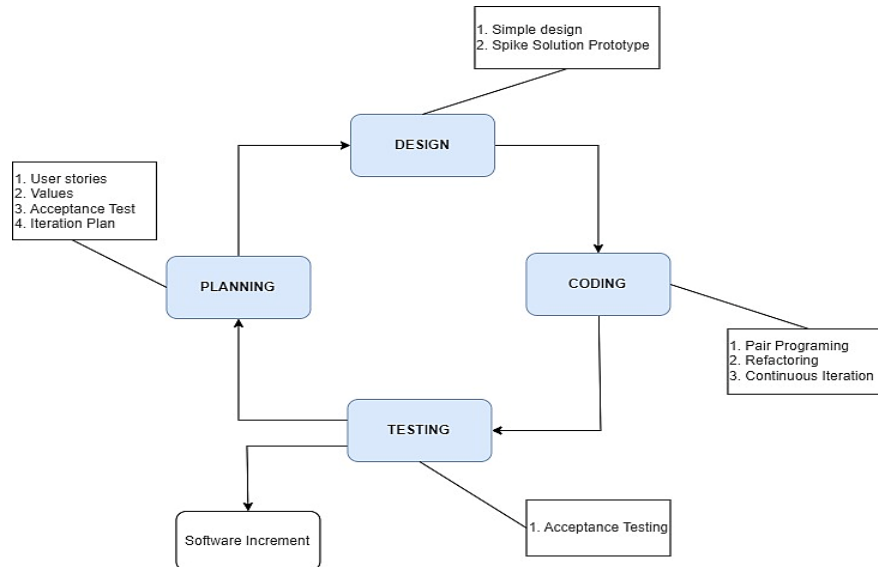 1. Simple design
2. Spike Solution Prototype
DESIGN
1. User stories
2. Values
3. Acceptance Test
4. Iteration Plan
PLANNING
CODING
1. Pair Programing
2. Refactoring
3. Continuous Iteration
TESTING
1. Acceptance Testing
Software Increment